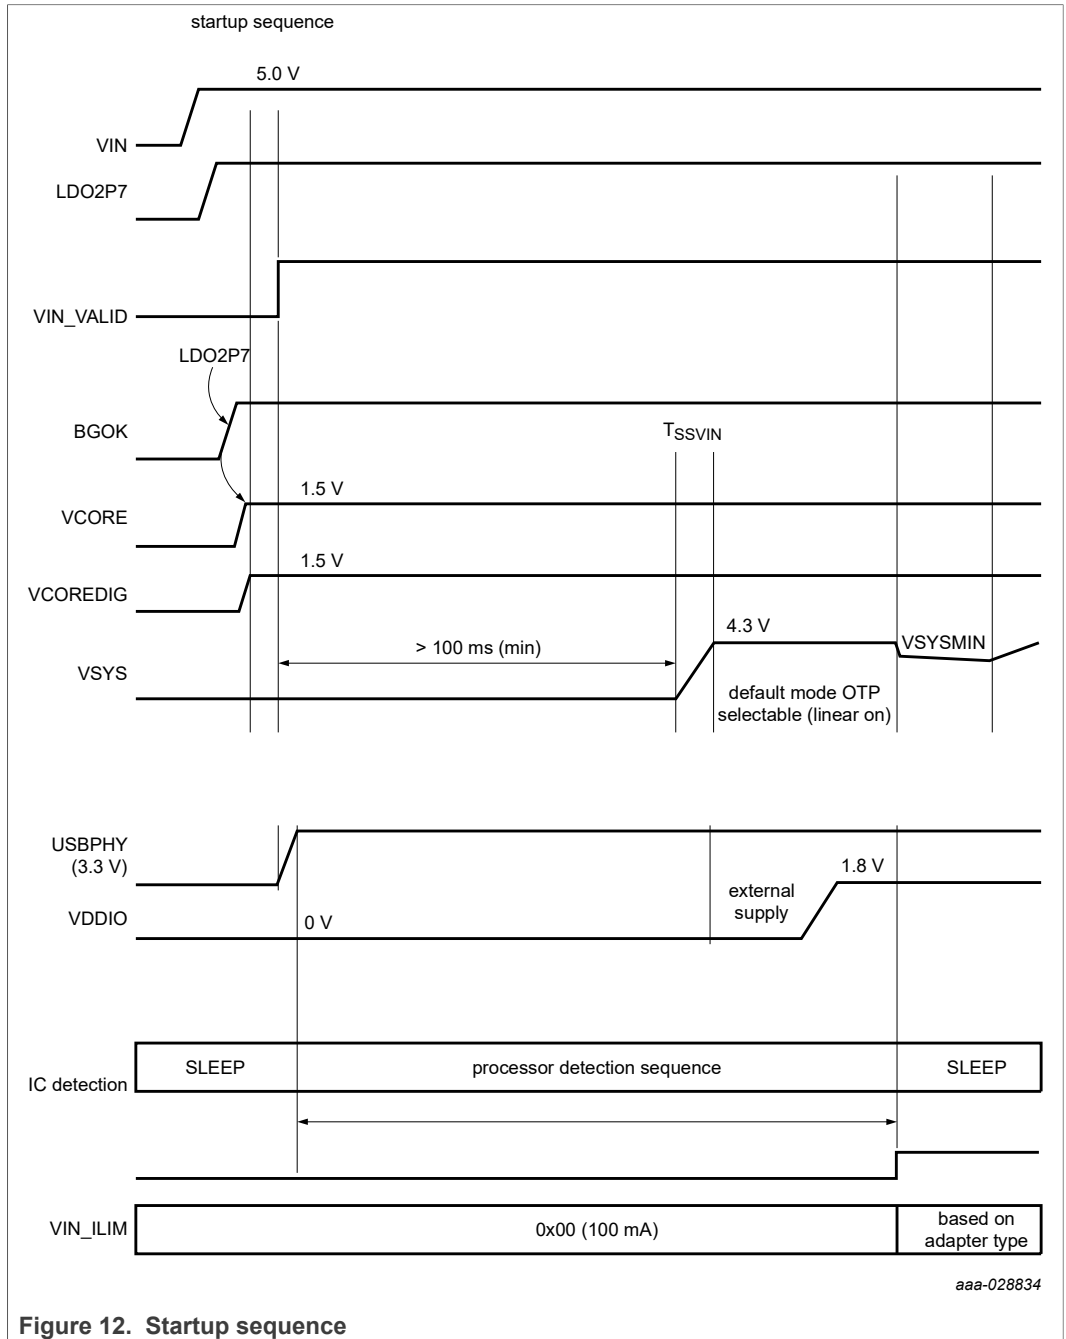 startup sequence
5.0 V
VIN
LDO2P7
VIN_VALID
LDO2P7
BGOK
TSSVIN
1.5 V
VCORE
1.5 V
VCOREDIG
4.3 V
> 100 ms (min)
VSYSMIN
VSYS
default mode OTP
selectable (linear on)
USBPHY
(3.3 V)
1.8 V
external
supply
VDDIO
0 V
SLEEP
processor detection sequence
SLEEP
IC detection
VIN_ILIM
0x00 (100 mA)
based on
adapter type
aaa-028834
Figure 12. Startup sequence